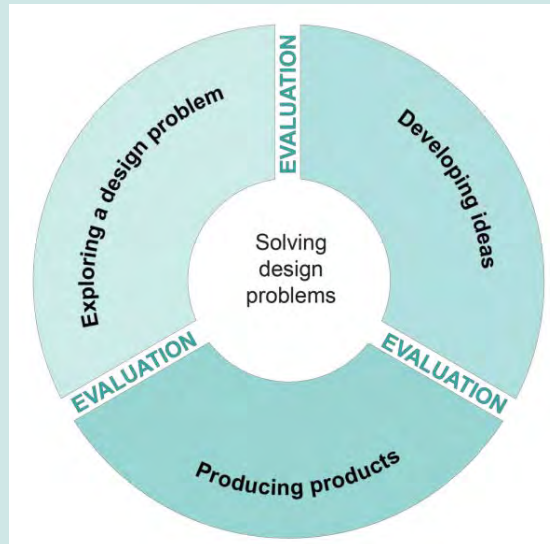 Exploring a design problem
EVALUATION
Developing ideas
EVALUATION
Producing products
EVALUATION
Solving
design
problems